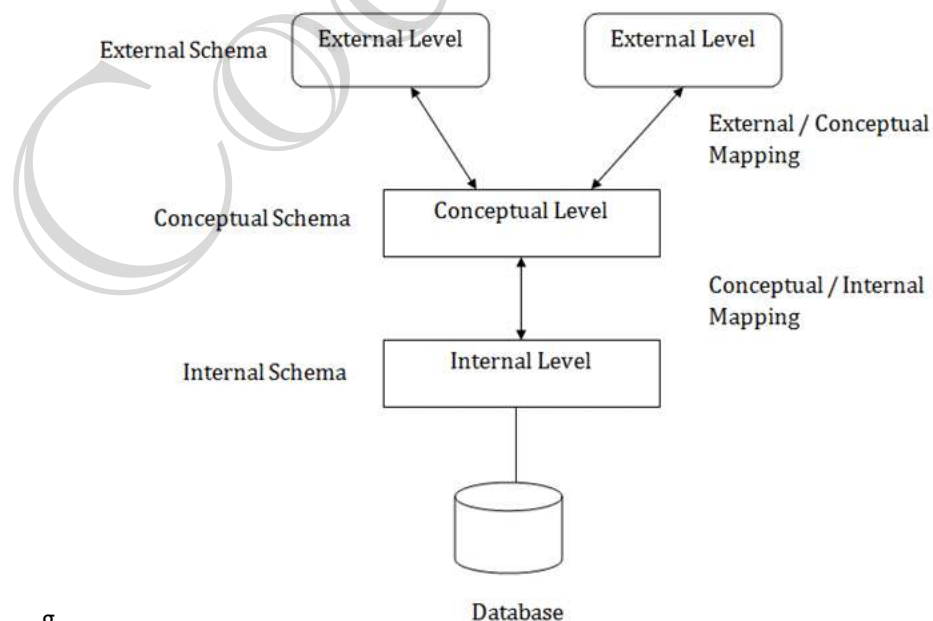 External Schema
External Level
External Level
External / Conceptual
Mapping
Conceptual Schema
Conceptual Level
Conceptual / Internal
Mapping
Internal Schema
Internal Level
Database